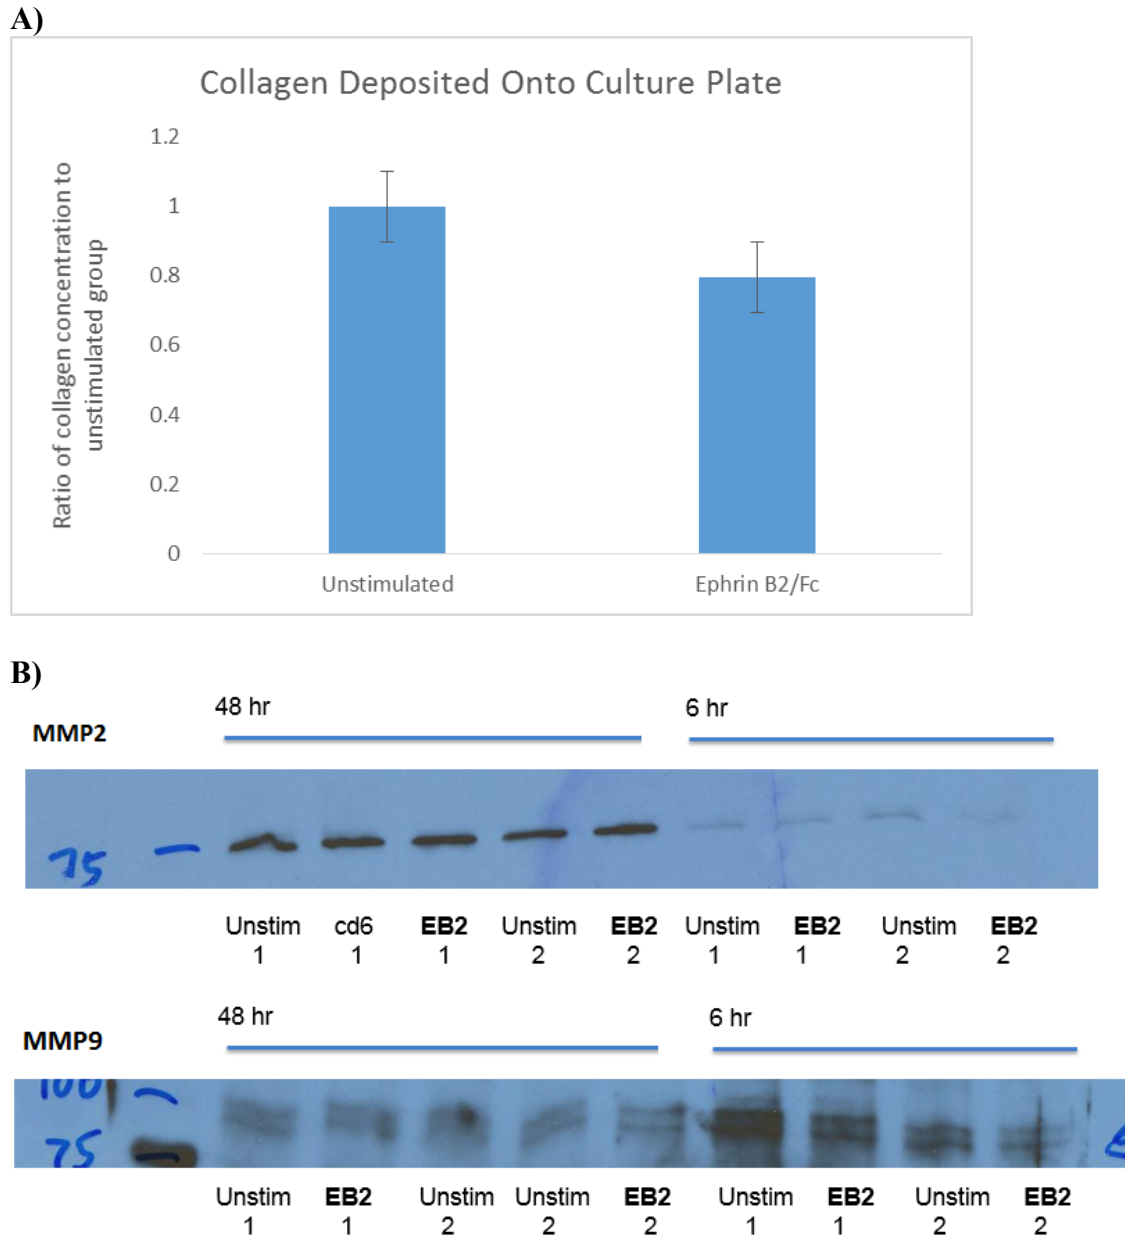 A)
Collagen Deposited Onto Culture Plate
Ratio of collagen concentration to
unstimulated group
1.2
1
0.8
0.6
0.4
0.2
0
Unstimulated Ephrin B2/Fc
B)
48 hr 6 hr
MMP2
75
Unstim cd6 EB2 Unstim EB2 Unstim EB2 Unstim EB2
1 1 1 2 2 1 1 2 2
48 hr 6 hr
MMP9
100
75
Unstim EB2 Unstim Unstim EB2 Unstim EB2 Unstim EB2
1 1 2 2 2 1 1 2 2